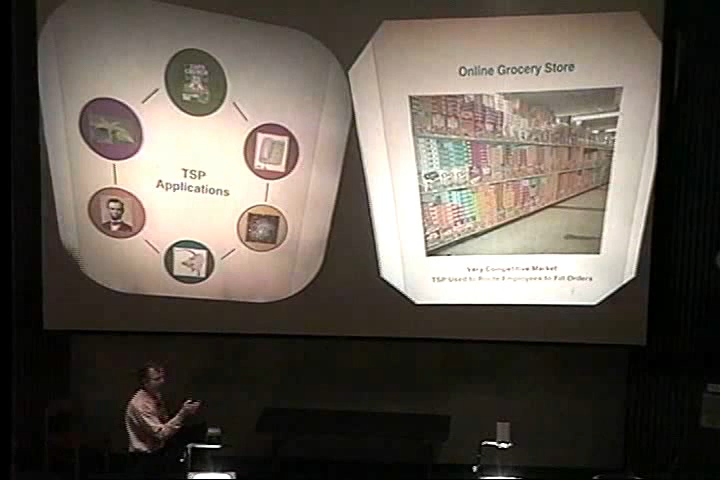 TSP
Applications
Online Grocery Store
Very Competitive Market
TSP Used to Route Employees to Fill Orders